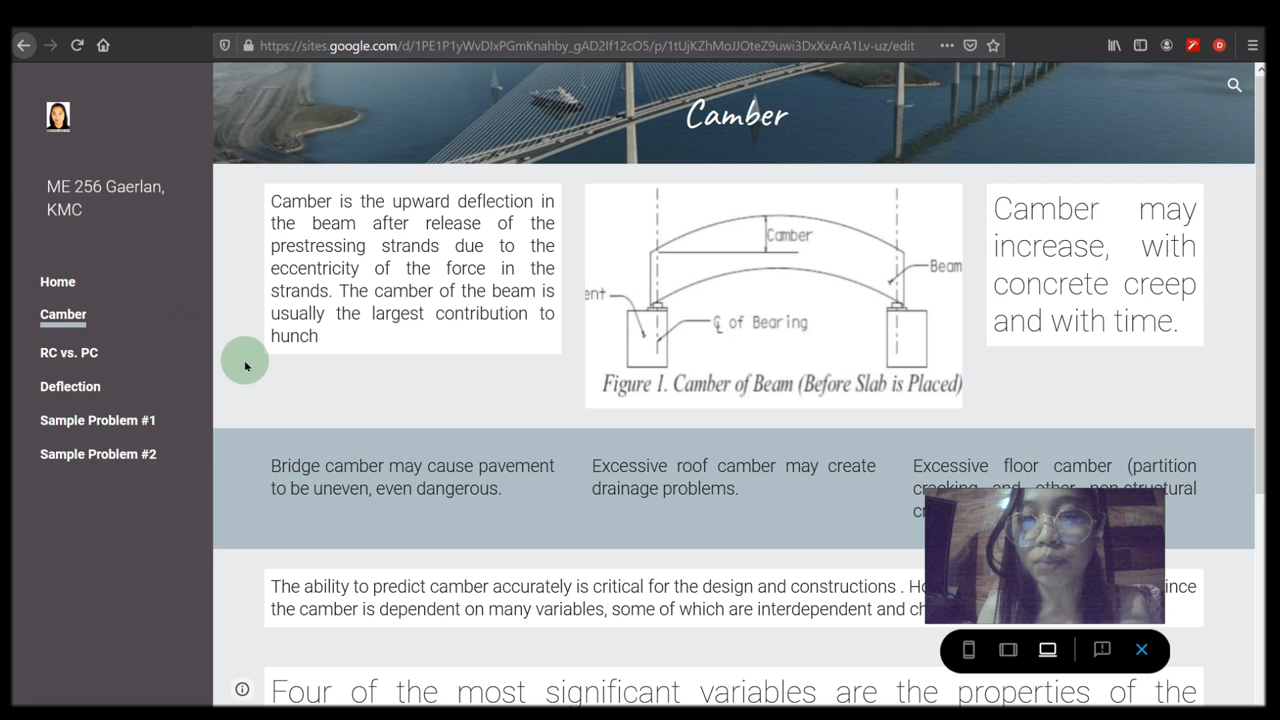 https://sites.google.com/d/1PE1P1yWvDIxPGmKnahby_gAD2If12cO5/p/1tUjKZhMoJJOteZ9uwi3DxXxArA1Lv-uz/edit
Camber
ME 256 Gaerlan,
KMC
Home
Camber
RC vs. PC
Deflection
Sample Problem #1
Sample Problem #2
Camber is the upward deflection in
the beam after release of the
prestressing strands due to the
eccentricity of the force in the
strands. The camber of the beam is
usually the largest contribution to
hunch
Camber
Beam
ent
℄ of Bearing
Figure 1. Camber of Beam (Before Slab is Placed)
Camber may
increase, with
concrete creep
and with time.
Bridge camber may cause pavement
to be uneven, even dangerous.
Excessive roof camber may create
drainage problems.
Excessive floor camber (partition
cracking and other non-structural
The ability to predict camber accurately is critical for the design and constructions . 
the camber is dependent on many variables, some of which are interdependent and
Four of the most significant variables are the properties of the